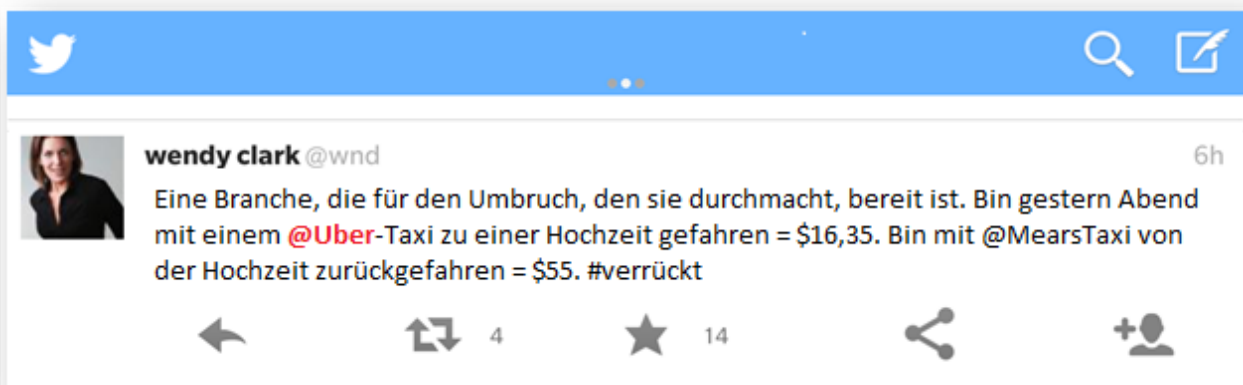 wendy clark @wnd 6h
Eine Branche, die für den Umbruch, den sie durchmacht, bereit ist. Bin gestern Abend
mit einem @Uber-Taxi zu einer Hochzeit gefahren = $16,35. Bin mit @MearsTaxi von
der Hochzeit zurückgefahren = $55. #verrückt
4 14